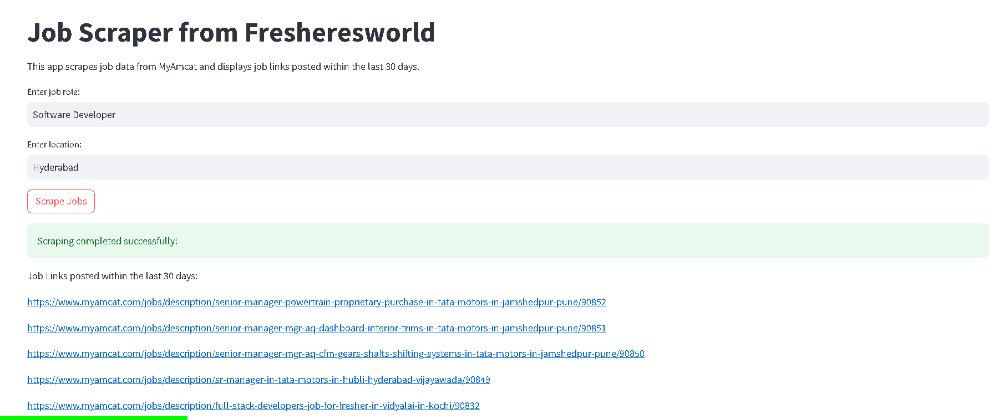 Job Scraper from Fresheresworld
This app scrapes job data from MyAmcat and displays job links posted within the last 30 days.
Enter job role:
Software Developer
Enter location:
Hyderabad
Scrape Jobs
Scraping completed successfully!
Job Links posted within the last 30 days:
https://www.myamcat.com/jobs/description/senior-manager-powertrain-proprietary-purchase-in-tata-motors-in-jamshedpur-pune/90852
https://www.myamcat.com/jobs/description/senior-manager-mgr-aq-dashboard-interior-trims-in-tata-motors-in-jamshedpur-pune/90851
https://www.myamcat.com/jobs/description/senior-manager-mgr-aq-cfm-gears-shafts-shifting-systems-in-tata-motors-in-jamshedpur-pune/90850
https://www.myamcat.com/jobs/description/sr-manager-in-tata-motors-in-hubli-hyderabad-vijayawada/90849
https://www.myamcat.com/jobs/description/full-stack-developers-job-for-fresher-in-vidyalai-in-kochi/90832